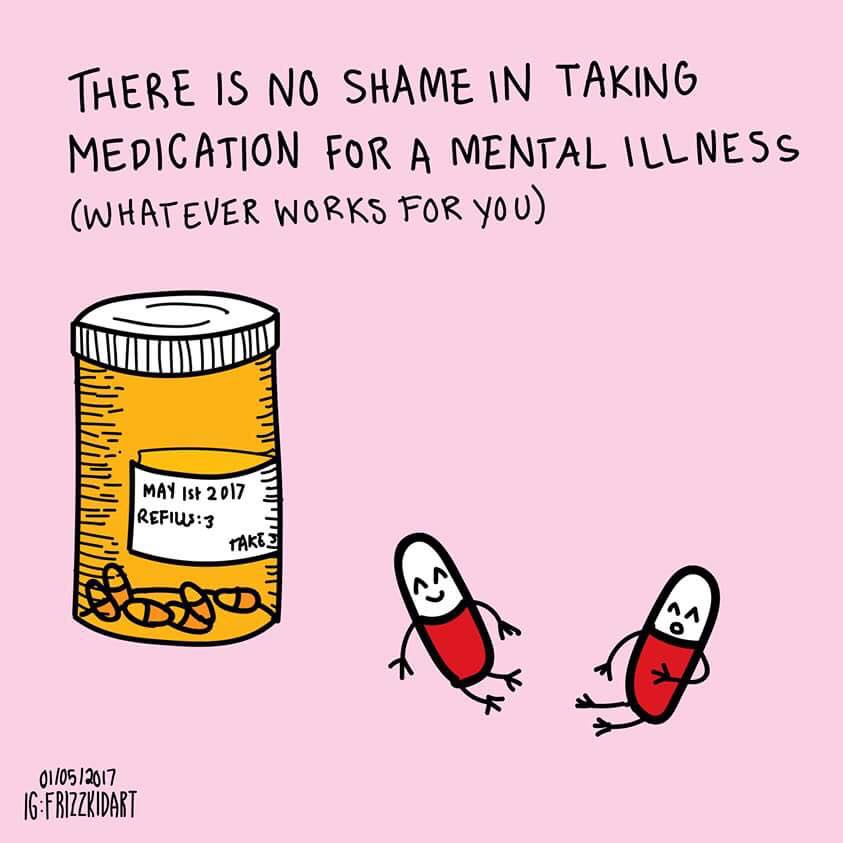 THERE IS NO SHAME IN TAKING
MEDICATION FOR A MENTAL ILLNESS
(WHATEVER WORKS FOR YOU)
MAY 1st 2017
REFILLS: 3
TAKE 3
01/05/2017
IG: FRIZZKIDART